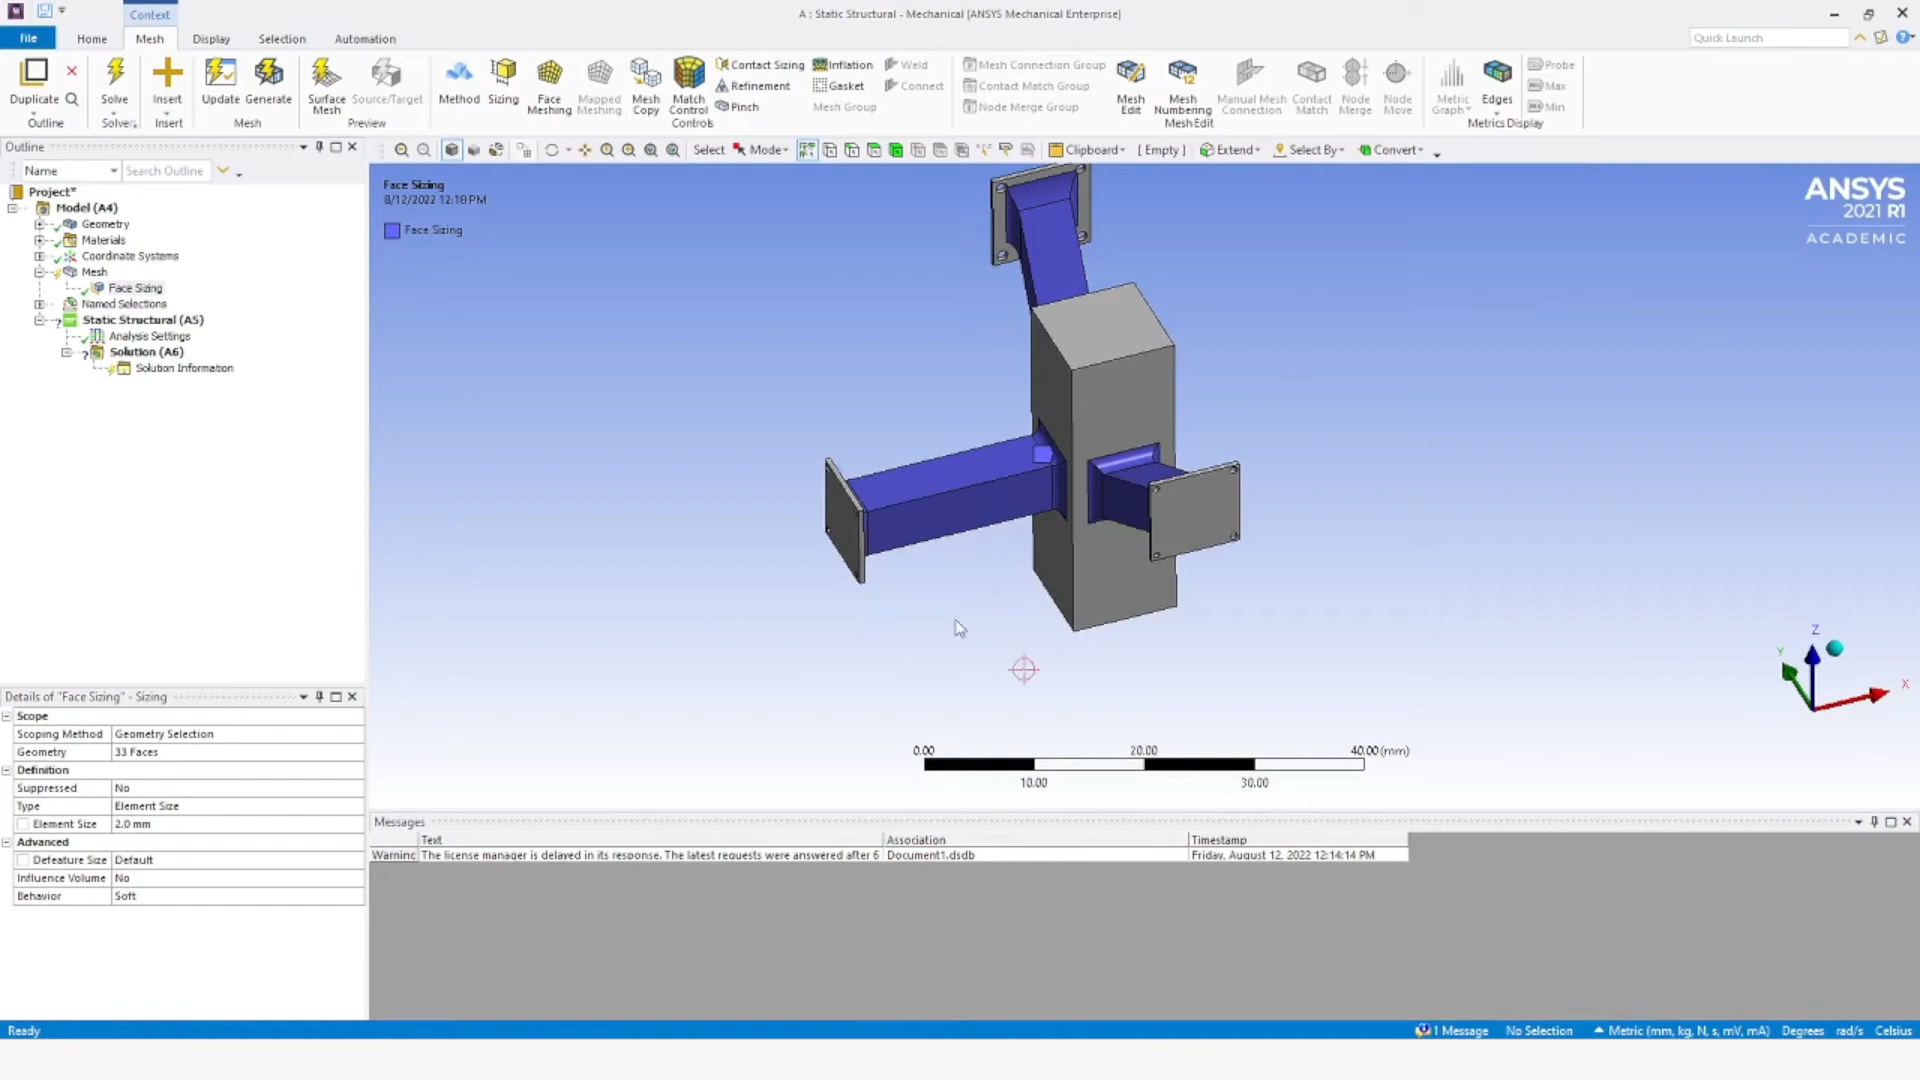 A : Static Structural - Mechanical [ANSYS Mechanical Enterprise]
Context
File Home Mesh Display Selection Automation
Quick Launch
Duplicate
Outline
Solve
Solver
Insert
Insert
Update Generate
Mesh
Surface Mesh Source/Target
Preview
Method Sizing Face Meshing Mapped Meshing Mesh Copy Match Control
Contact Sizing
Refinement
Pinch
Inflation
Gasket
Mesh Group
Weld
Connect
Controls
Mesh Connection Group
Contact Match Group
Node Merge Group
Mesh Edit Mesh Numbering Manual Mesh Connection Contact Match Node Merge Node Move
Mesh Edit
Metric Graph Edges
Probe
Max
Min
Metrics Display
Outline
Name Search Outline
Select Mode Clipboard [ Empty ] Extend Select By Convert
Project*
Model (A4)
Geometry
Materials
Coordinate Systems
Mesh
Face Sizing
Named Selections
Static Structural (A5)
Analysis Settings
Solution (A6)
Solution Information
Face Sizing
8/12/2022 12:18 PM
Face Sizing
ANSYS
2021 R1
ACADEMIC
Z
Y
X
0.00 20.00 40.00 (mm)
10.00 30.00
Details of "Face Sizing" - Sizing
Scope
Scoping Method Geometry Selection
Geometry 33 Faces
Definition
Suppressed No
Type Element Size
Element Size 2.0 mm
Advanced
Defeature Size Default
Influence Volume No
Behavior Soft
Messages
Text Association Timestamp
Warning The license manager is delayed in its response. The latest requests were answered after 6 Document1.dsdb Friday, August 12, 2022 12:14:14 PM
Ready 1 Message No Selection Metric (mm, kg, N, s, mV, mA) Degrees rad/s Celsius